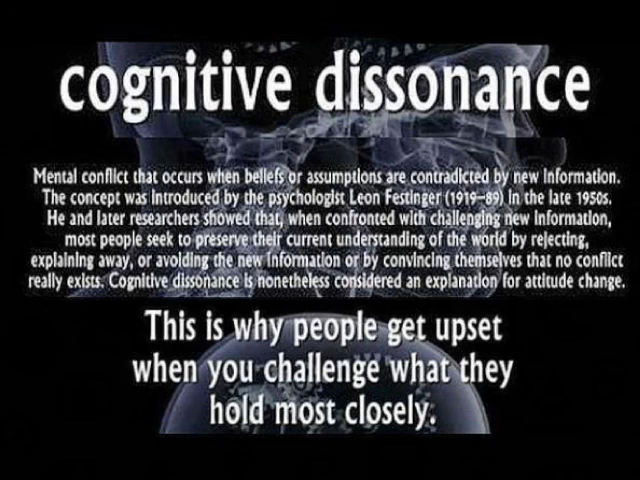 cognitive dissonance
Mental conflict that occurs when beliefs or assumptions are contradicted by new information.
The concept was introduced by the psychologist Leon Festinger (1919–89) in the late 1950s.
He and later researchers showed that, when confronted with challenging new information,
most people seek to preserve their current understanding of the world by rejecting,
explaining away, or avoiding the new information or by convincing themselves that no conflict
really exists. Cognitive dissonance is nonetheless considered an explanation for attitude change.
This is why people get upset
when you challenge what they
hold most closely.